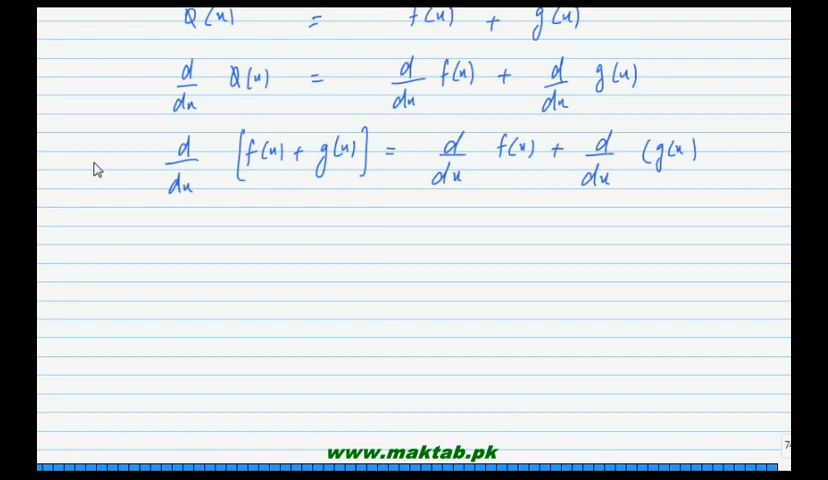 Q(x) = f(x) + g(x)
d/dx Q(x) = d/dx f(x) + d/dx g(x)
d/dx [f(x) + g(x)] = d/dx f(x) + d/dx (g(x)
www.maktab.pk